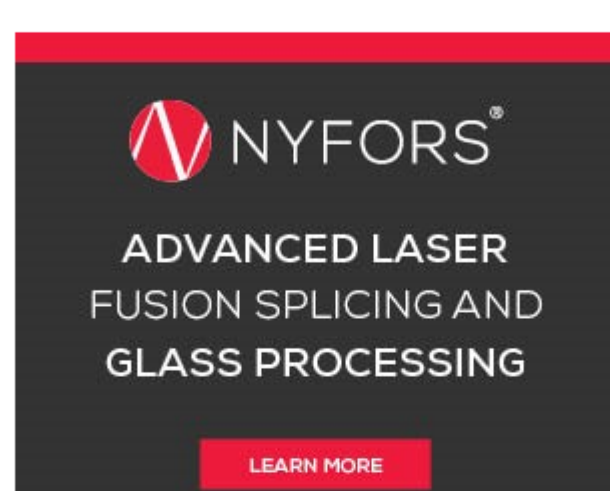 NYFORS®
ADVANCED LASER
FUSION SPLICING AND
GLASS PROCESSING
LEARN MORE